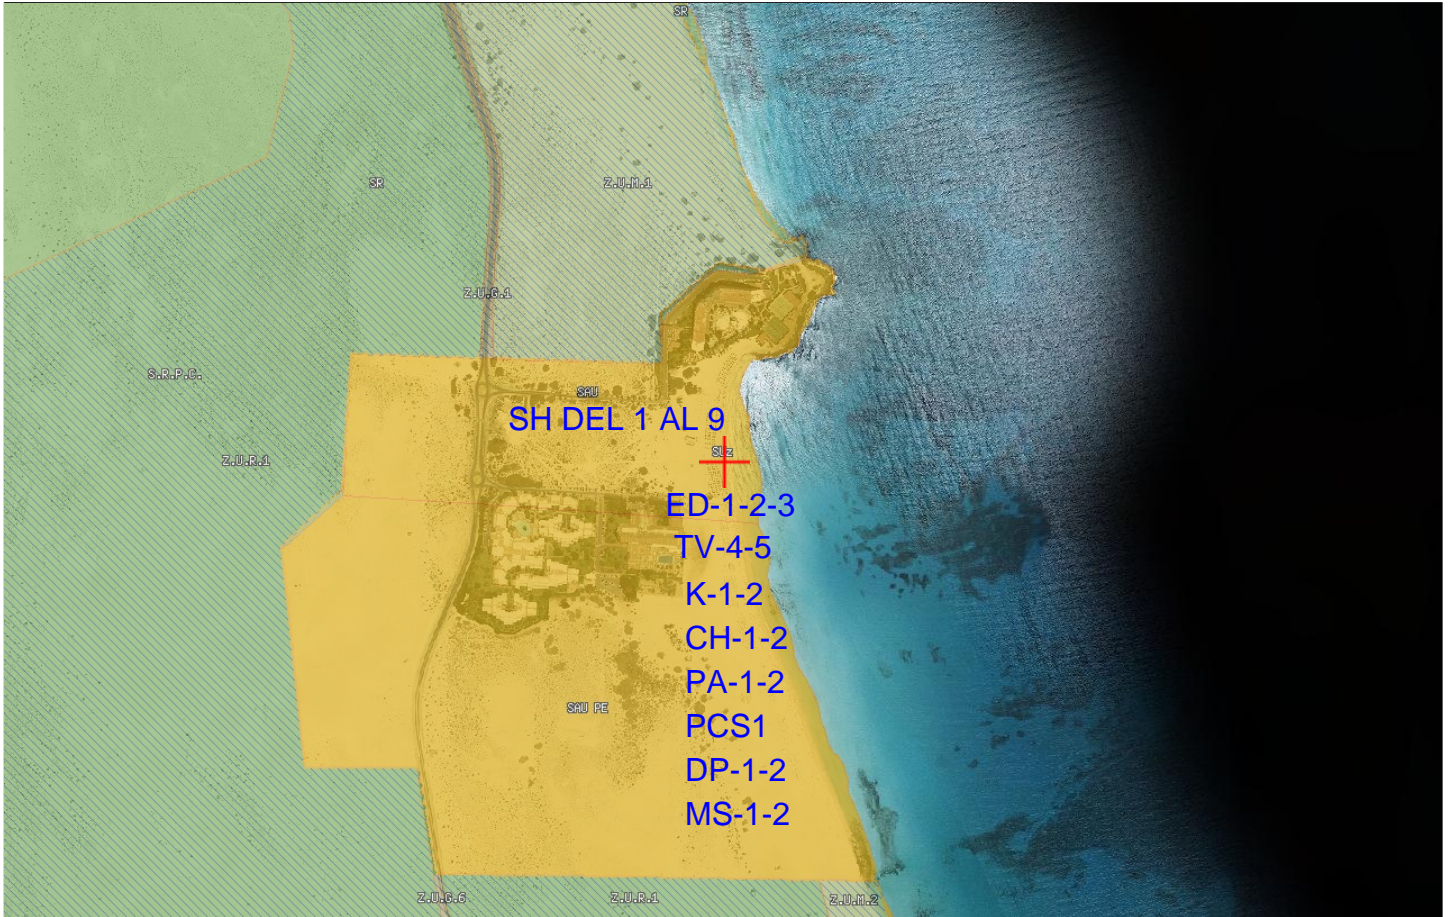 SR
SR
Z.U.M.1
Z.U.G.1
S.R.P.C.
SAU
SH DEL 1 AL 9
Z.U.R.1
ED-1-2-3
TV-4-5
K-1-2
CH-1-2
PA-1-2
SAU PE
PCS1
DP-1-2
MS-1-2
Z.U.G.6
Z.U.R.1
Z.U.M.2